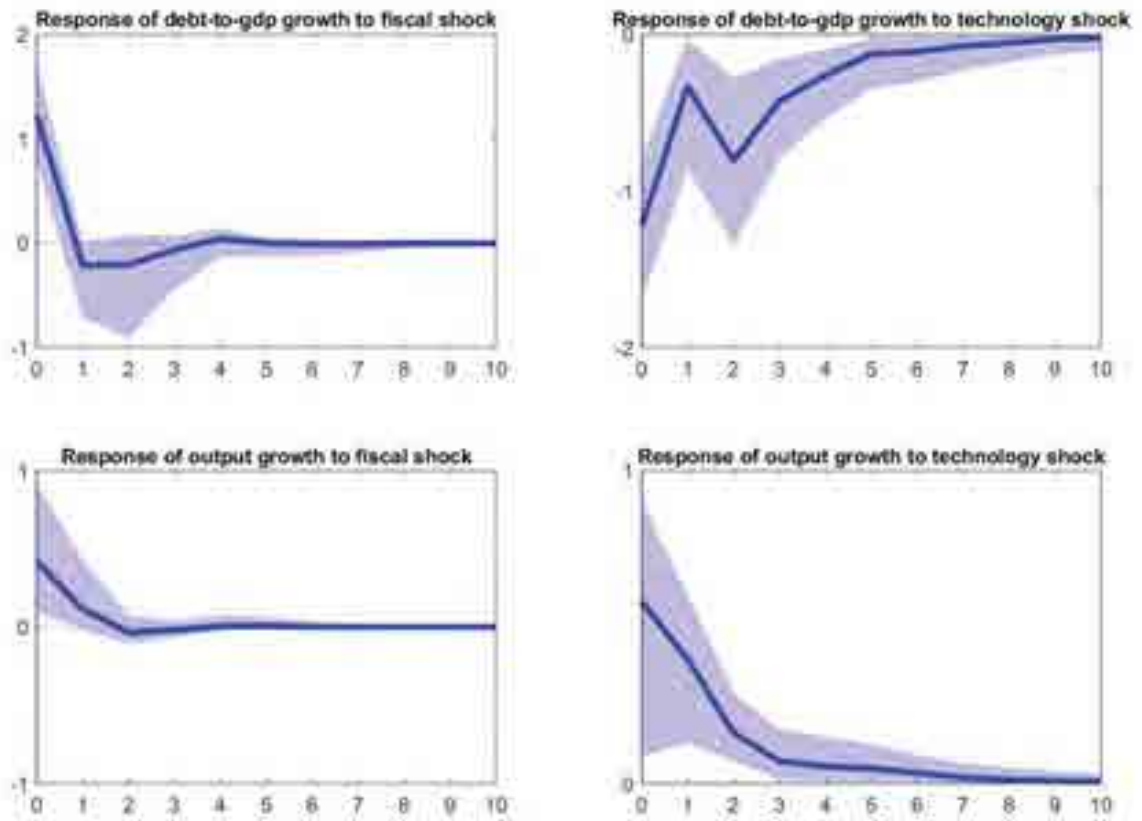 Response of debt-to-gdp growth to fiscal shock
2
1
0
-1
0 1 2 3 4 5 6 7 8 9 10
Response of debt-to-gdp growth to technology shock
0
-1
-2
0 1 2 3 4 5 6 7 8 9 10
Response of output growth to fiscal shock
1
0
-1
0 1 2 3 4 5 6 7 8 9 10
Response of output growth to technology shock
1
0
0 1 2 3 4 5 6 7 8 9 10